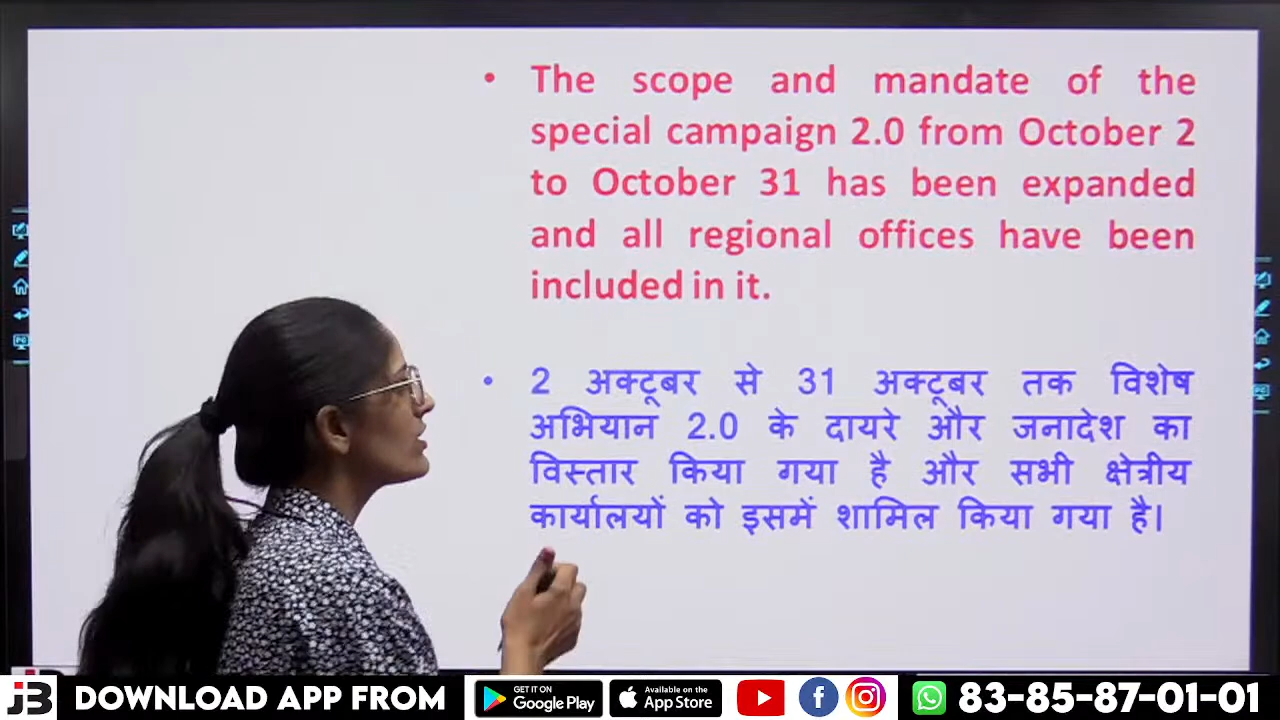 • The scope and mandate of the
special campaign 2.0 from October 2
to October 31 has been expanded
and all regional offices have been
included in it.
• 2 अक्टूबर से 31 अक्टूबर तक विशेष
अभियान 2.0 के दायरे और जनादेश का
विस्तार किया गया है और सभी क्षेत्रीय
कार्यालयों को इसमें शामिल किया गया है।
JB DOWNLOAD APP FROM GET IT ON Google Play Available on the App Store 83-85-87-01-01